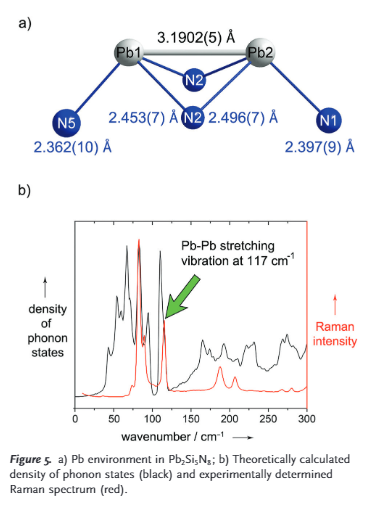 a)
3.1902(5) Å
Pb1
Pb2
N2
N5
2.453(7) Å
N2
2.496(7) Å
N1
2.362(10) Å
2.397(9) Å
b)
Pb-Pb stretching
vibration at 117 cm⁻¹
↑
density
of
phonon
states
↑
Raman
intensity
0 50 100 150 200 250 300
wavenumber / cm⁻¹ →
Figure 5. a) Pb environment in Pb₂Si₅N₈; b) Theoretically calculated
density of phonon states (black) and experimentally determined
Raman spectrum (red).